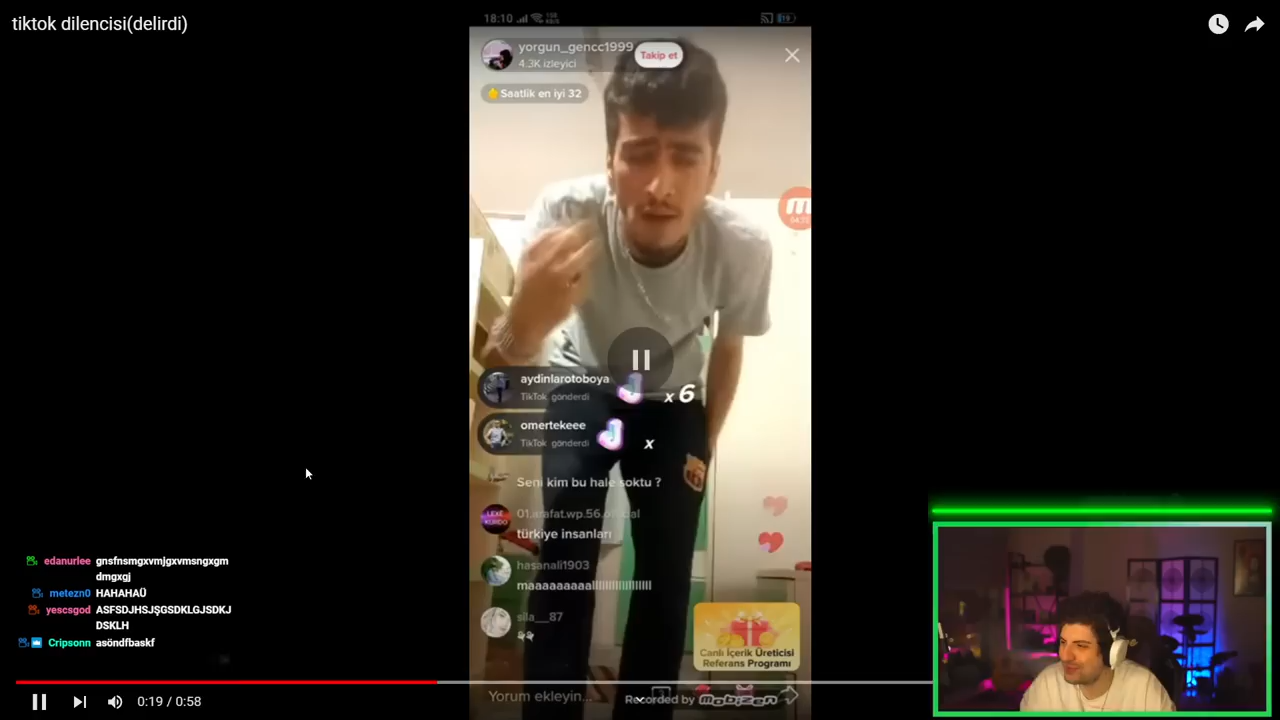 tiktok dilencisi(delirdi)
18:10
yorgun_gencc1999
4.3K izleyici
Takip et
Saatlik en iyi 32
aydinlarotoboya
TikTok gönderdi
x 6
omertekeee
TikTok gönderdi
x
Seni kim bu hale soktu ?
türkiye insanları
hasanali1903
sila__87
Canlı İçerik Üreticisi
Referans Programı
Yorum ekleyin...
Recorded by mobizen
edanurlee gnsfnsmgxvmjgxvmsngxgm
dmgxgj
metezn0 HAHAHAÜ
yescsgod ASFSDJHSJŞGSDKLGJSDKJ
DSKLH
Cripsonn asöndfbaskf
0:19 / 0:58